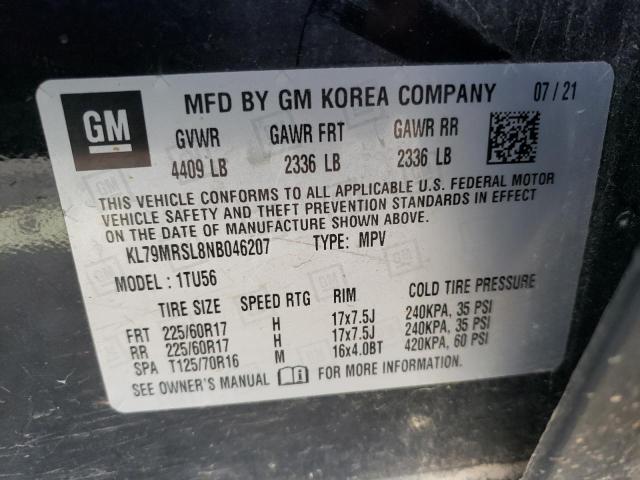 GM
MFD BY GM KOREA COMPANY 07 / 21
GVWR GAWR FRT GAWR RR
4409 LB 2336 LB 2336 LB
THIS VEHICLE CONFORMS TO ALL APPLICABLE U.S. FEDERAL MOTOR
VEHICLE SAFETY AND THEFT PREVENTION STANDARDS IN EFFECT
ON THE DATE OF MANUFACTURE SHOWN ABOVE.
KL79MRSL8NB046207 TYPE: MPV
MODEL: 1TU56
TIRE SIZE SPEED RTG RIM COLD TIRE PRESSURE
FRT 225/60R17 H 17x7.5J 240KPA, 35 PSI
RR 225/60R17 H 17x7.5J 240KPA, 35 PSI
SPA T125/70R16 M 16x4.0BT 420KPA, 60 PSI
SEE OWNER'S MANUAL FOR MORE INFORMATION.